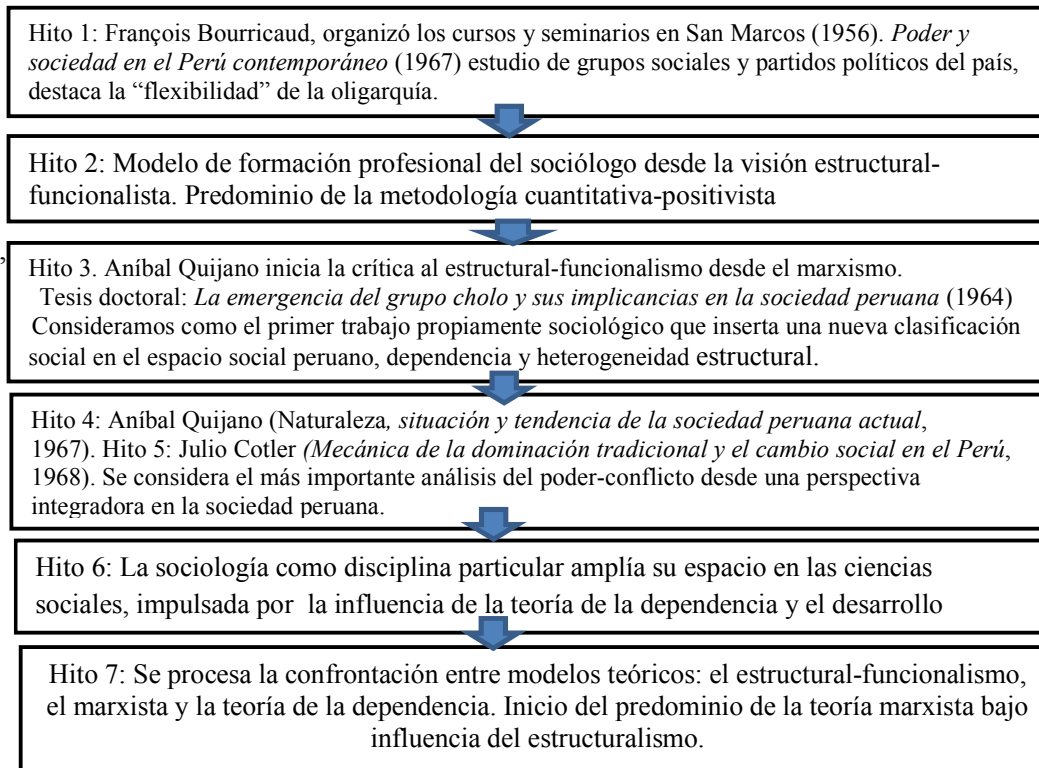 Hito 1: François Bourricaud, organizó los cursos y seminarios en San Marcos (1956). Poder y
sociedad en el Perú contemporáneo (1967) estudio de grupos sociales y partidos políticos del país,
destaca la “flexibilidad” de la oligarquía.
Hito 2: Modelo de formación profesional del sociólogo desde la visión estructural-
funcionalista. Predominio de la metodología cuantitativa-positivista
,
Hito 3. Aníbal Quijano inicia la crítica al estructural-funcionalismo desde el marxismo.
Tesis doctoral: La emergencia del grupo cholo y sus implicancias en la sociedad peruana (1964)
Consideramos como el primer trabajo propiamente sociológico que inserta una nueva clasificación
social en el espacio social peruano, dependencia y heterogeneidad estructural.
Hito 4: Aníbal Quijano (Naturaleza, situación y tendencia de la sociedad peruana actual,
1967). Hito 5: Julio Cotler (Mecánica de la dominación tradicional y el cambio social en el Perú,
1968). Se considera el más importante análisis del poder-conflicto desde una perspectiva
integradora en la sociedad peruana.
Hito 6: La sociología como disciplina particular amplía su espacio en las ciencias
sociales, impulsada por la influencia de la teoría de la dependencia y el desarrollo
Hito 7: Se procesa la confrontación entre modelos teóricos: el estructural-funcionalismo,
el marxista y la teoría de la dependencia. Inicio del predominio de la teoría marxista bajo
influencia del estructuralismo.